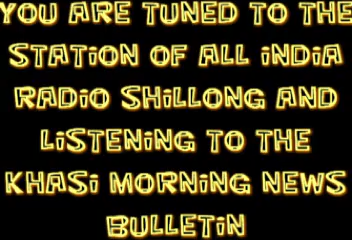 YOU ARE TUNED TO THE
STATiON OF ALL iNDiA
RADiO SHiLLONG AND
LiSTENiNG TO THE
KHASi MORNiNG NEWS
BULLETiN